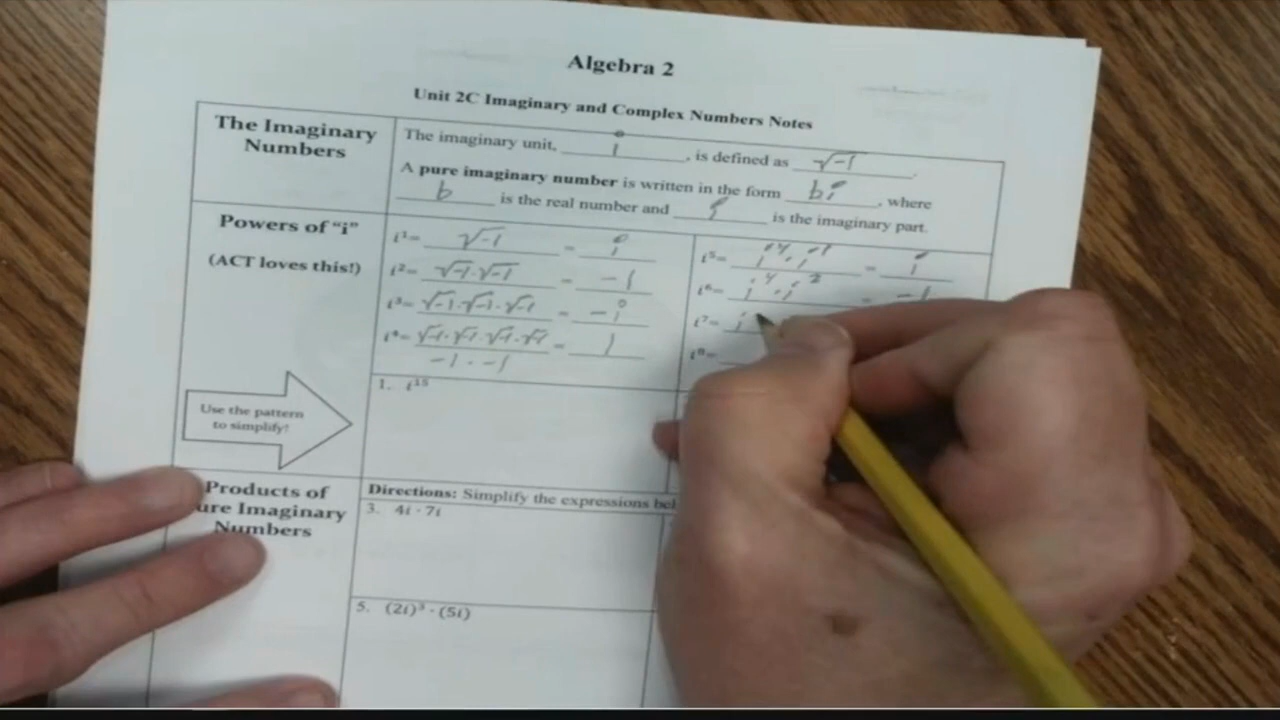 Algebra 2
Unit 2C Imaginary and Complex Numbers Notes
The Imaginary
Numbers
The imaginary unit, i, is defined as √-1.
A pure imaginary number is written in the form bi, where
b is the real number and i is the imaginary part.
Powers of "i"
(ACT loves this!)
Use the pattern
to simplify!
i¹= √-1 = i
i²= √-1·√-1 = -1
i³= √-1·√-1·√-1 = -i
i⁴= √-1·√-1·√-1·√-1 = 1
-1 · -1
i⁵= i⁴·i¹ = i
i⁶= i⁴·i² = -1
i⁷= i
i⁸=
1. i¹⁵
Products of
ure Imaginary
Numbers
Directions: Simplify the expressions
3. 4i · 7i
5. (2i)³ · (5i)